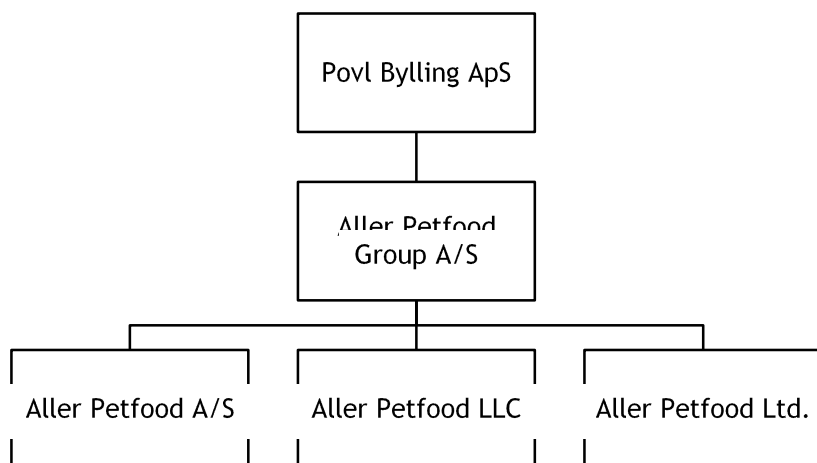 Povl Bylling ApS
Aller Petfood
Group A/S
Aller Petfood A/S
Aller Petfood LLC
Aller Petfood Ltd.